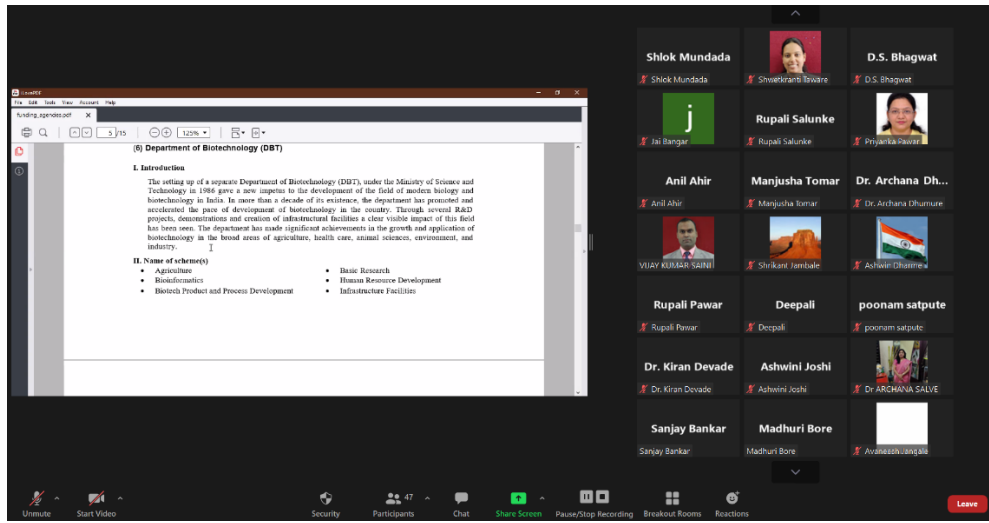 LinuxPDF
File Edit Tools View Account Help
funding_agencies.pdf X
5 /15 125%
(6) Department of Biotechnology (DBT)
I. Introduction
The setting up of a separate Department of Biotechnology (DBT), under the Ministry of Science and
Technology in 1986 gave a new impetus to the development of the field of modern biology and
biotechnology in India. In more than a decade of its existence, the department has promoted and
accelerated the pace of development of biotechnology in the country. Through several R&D
projects, demonstrations and creation of infrastructural facilities a clear visible impact of this field
has been seen. The department has made significant achievements in the growth and application of
biotechnology in the broad areas of agriculture, health care, animal sciences, environment, and
industry.
II. Name of scheme(s)
• Agriculture
• Bioinformatics
• Biotech Product and Process Development
• Basic Research
• Human Resource Development
• Infrastructure Facilities
Shlok Mundada
Shlok Mundada
Shwetkranti Taware
D.S. Bhagwat
D.S. Bhagwat
j
Jai Bangar
Rupali Salunke
Rupali Salunke
Priyanka Pawar
Anil Ahir
Anil Ahir
Manjusha Tomar
Manjusha Tomar
Dr. Archana Dh...
Dr. Archana Dhumure
VIJAY KUMAR SAINI
Shrikant Jambale
Ashwin Dharme
Rupali Pawar
Rupali Pawar
Deepali
Deepali
poonam satpute
poonam satpute
Dr. Kiran Devade
Dr. Kiran Devade
Ashwini Joshi
Ashwini Joshi
Dr ARCHANA SALVE
Sanjay Bankar
Sanjay Bankar
Madhuri Bore
Madhuri Bore
Unmute
Start Video
Security
47
Participants
Chat
Share Screen
Pause/Stop Recording
Breakout Rooms
Reactions
Leave